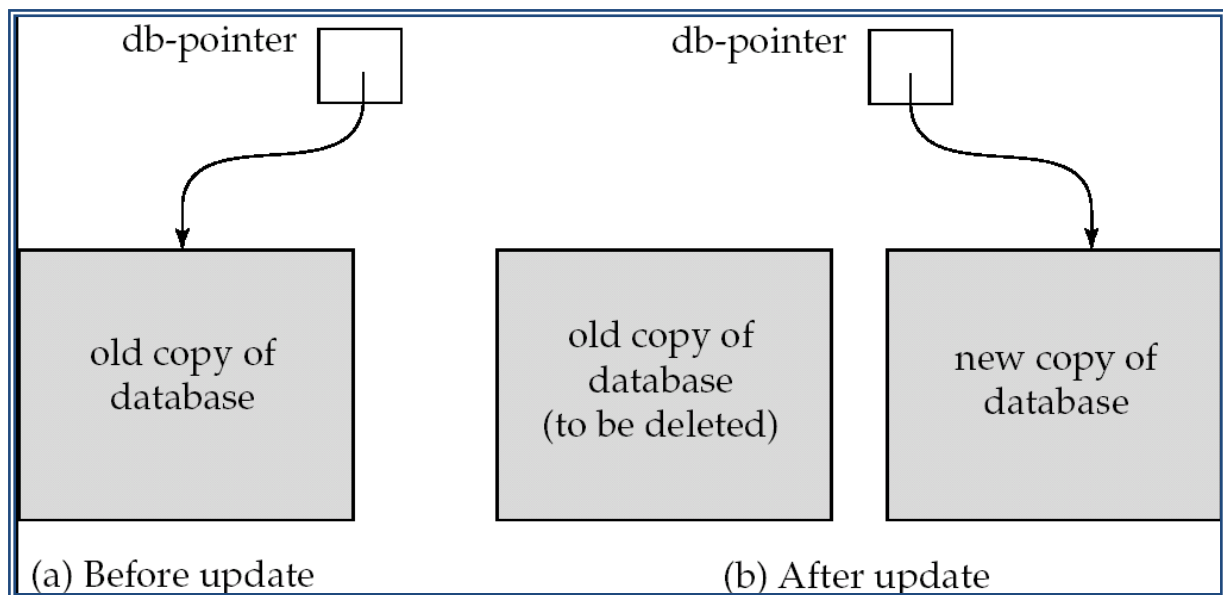 db-pointer
old copy of
database
(a) Before update
db-pointer
old copy of
database
(to be deleted)
new copy of
database
(b) After update